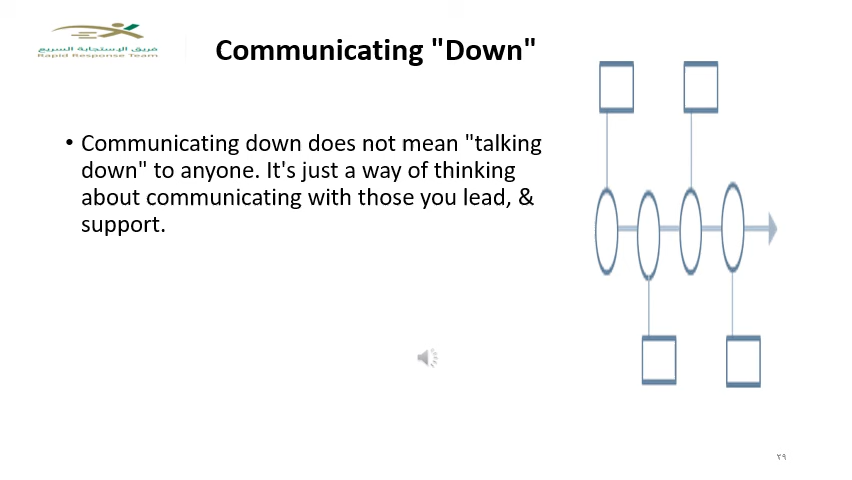 فريق الإستجابة السريع
Rapid Response Team
Communicating "Down"
• Communicating down does not mean "talking
down" to anyone. It's just a way of thinking
about communicating with those you lead, &
support.
٢٩